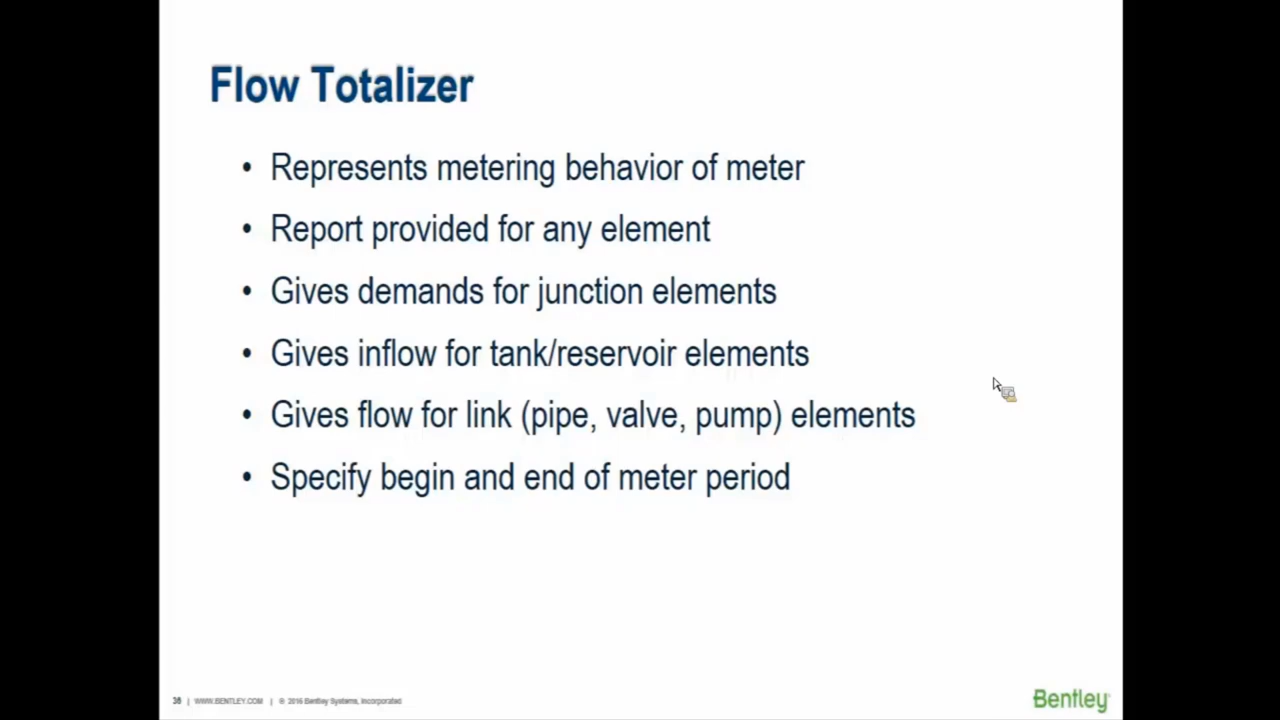 Flow Totalizer
• Represents metering behavior of meter
• Report provided for any element
• Gives demands for junction elements
• Gives inflow for tank/reservoir elements
• Gives flow for link (pipe, valve, pump) elements
• Specify begin and end of meter period
| WWW.BENTLEY.COM | © 2016 Bentley Systems, Incorporated
Bentley